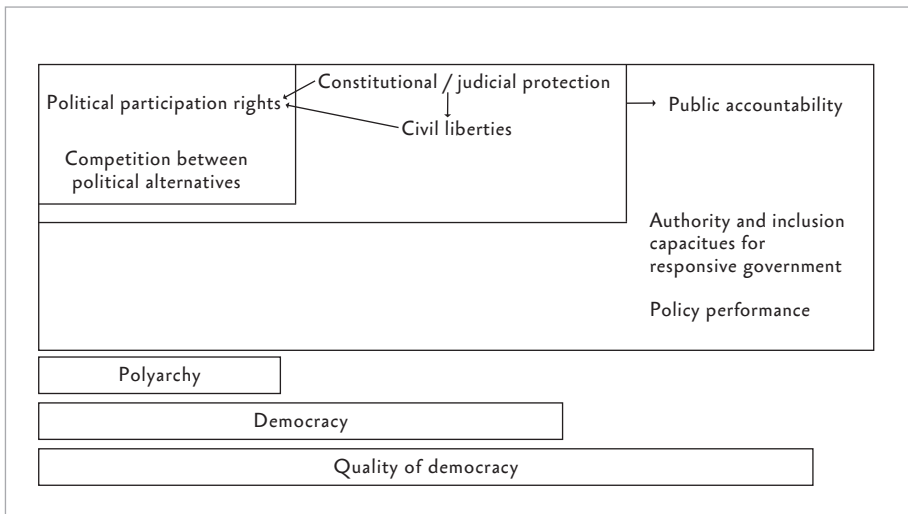 Political participation rights
Constitutional / judicial protection
Civil liberties
Public accountability
Competition between
political alternatives
Authority and inclusion
capacitues for
responsive government
Policy performance
Polyarchy
Democracy
Quality of democracy